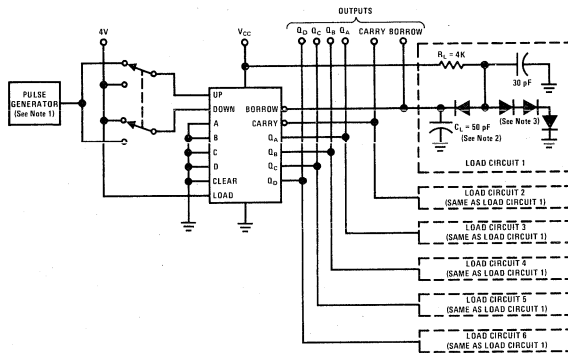 OUTPUTS
4V
VCC
QD QC QB QA CARRY BORROW
RL = 4K
30 pF
PULSE
GENERATOR
(See Note 1)
UP
DOWN
A
B
C
D
CLEAR
LOAD
BORROW
CARRY
QA
QB
QC
QD
CL = 50 pF
(See Note 2)
(See Note 3)
LOAD CIRCUIT 1
LOAD CIRCUIT 2
(SAME AS LOAD CIRCUIT 1)
LOAD CIRCUIT 3
(SAME AS LOAD CIRCUIT 1)
LOAD CIRCUIT 4
(SAME AS LOAD CIRCUIT 1)
LOAD CIRCUIT 5
(SAME AS LOAD CIRCUIT 1)
LOAD CIRCUIT 6
(SAME AS LOAD CIRCUIT 1)